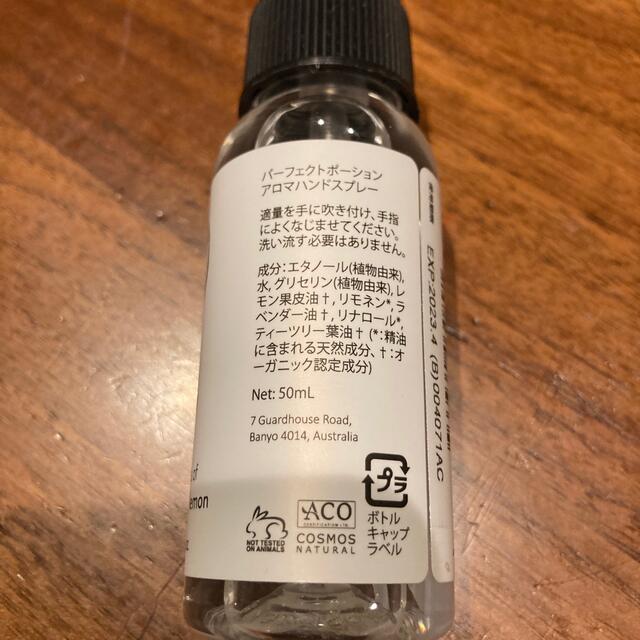 パーフェクトポーション
アロマハンドスプレー
適量を手に吹き付け、手指
によくなじませてください。
洗い流す必要はありません。
成分:エタノール(植物由来),
水, グリセリン(植物由来), レ
モン果皮油†, リモネン*, ラ
ベンダー油†, リナロール*,
ティーツリー葉油† (*:精油
に含まれる天然成分、†:オ
ーガニック認定成分)
Net: 50mL
7 Guardhouse Road,
Banyo 4014, Australia
プラ
ボトル
キャップ
ラベル
NOT TESTED
ON ANIMALS
ACO
CERTIFICATION LTD
COSMOS
NATURAL
of
emon
EXP-2023-4 (B)004071AC